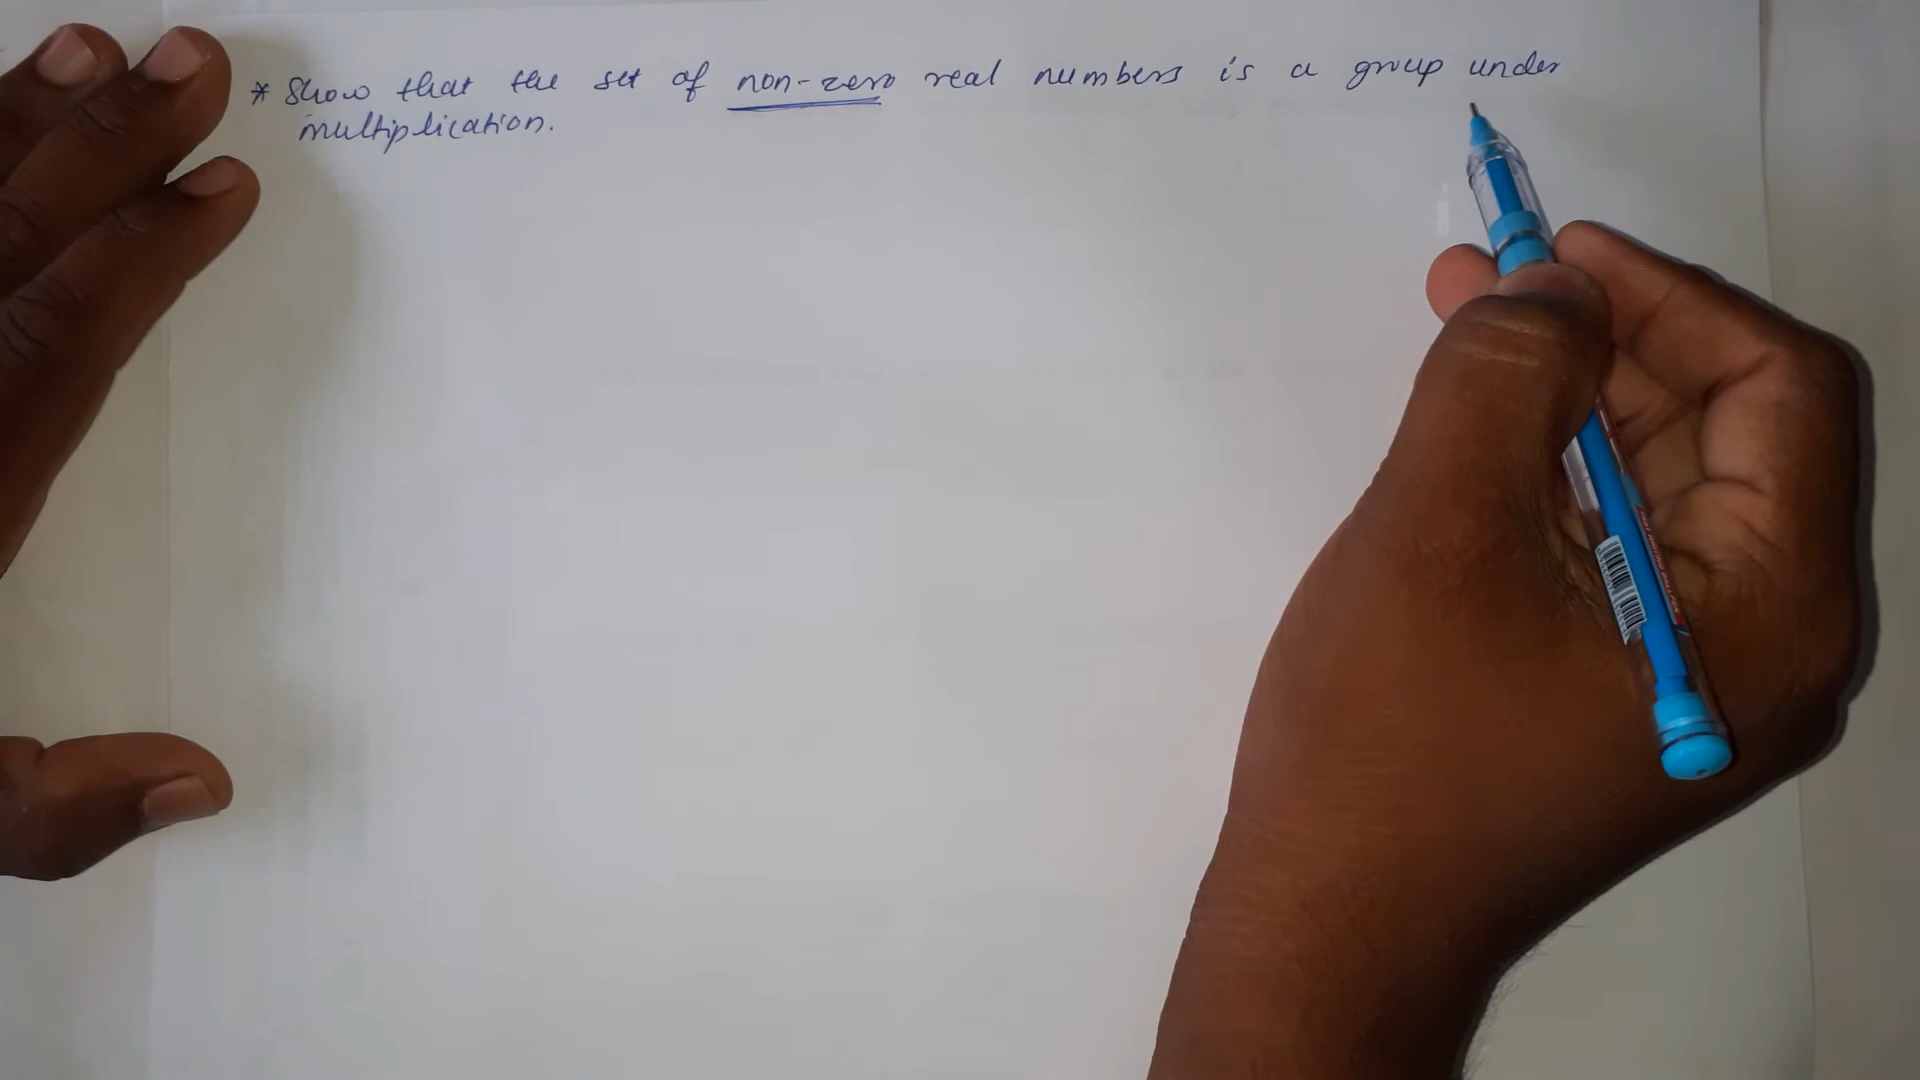 * Show that the set of non-zero real numbers is a group under
multiplication.